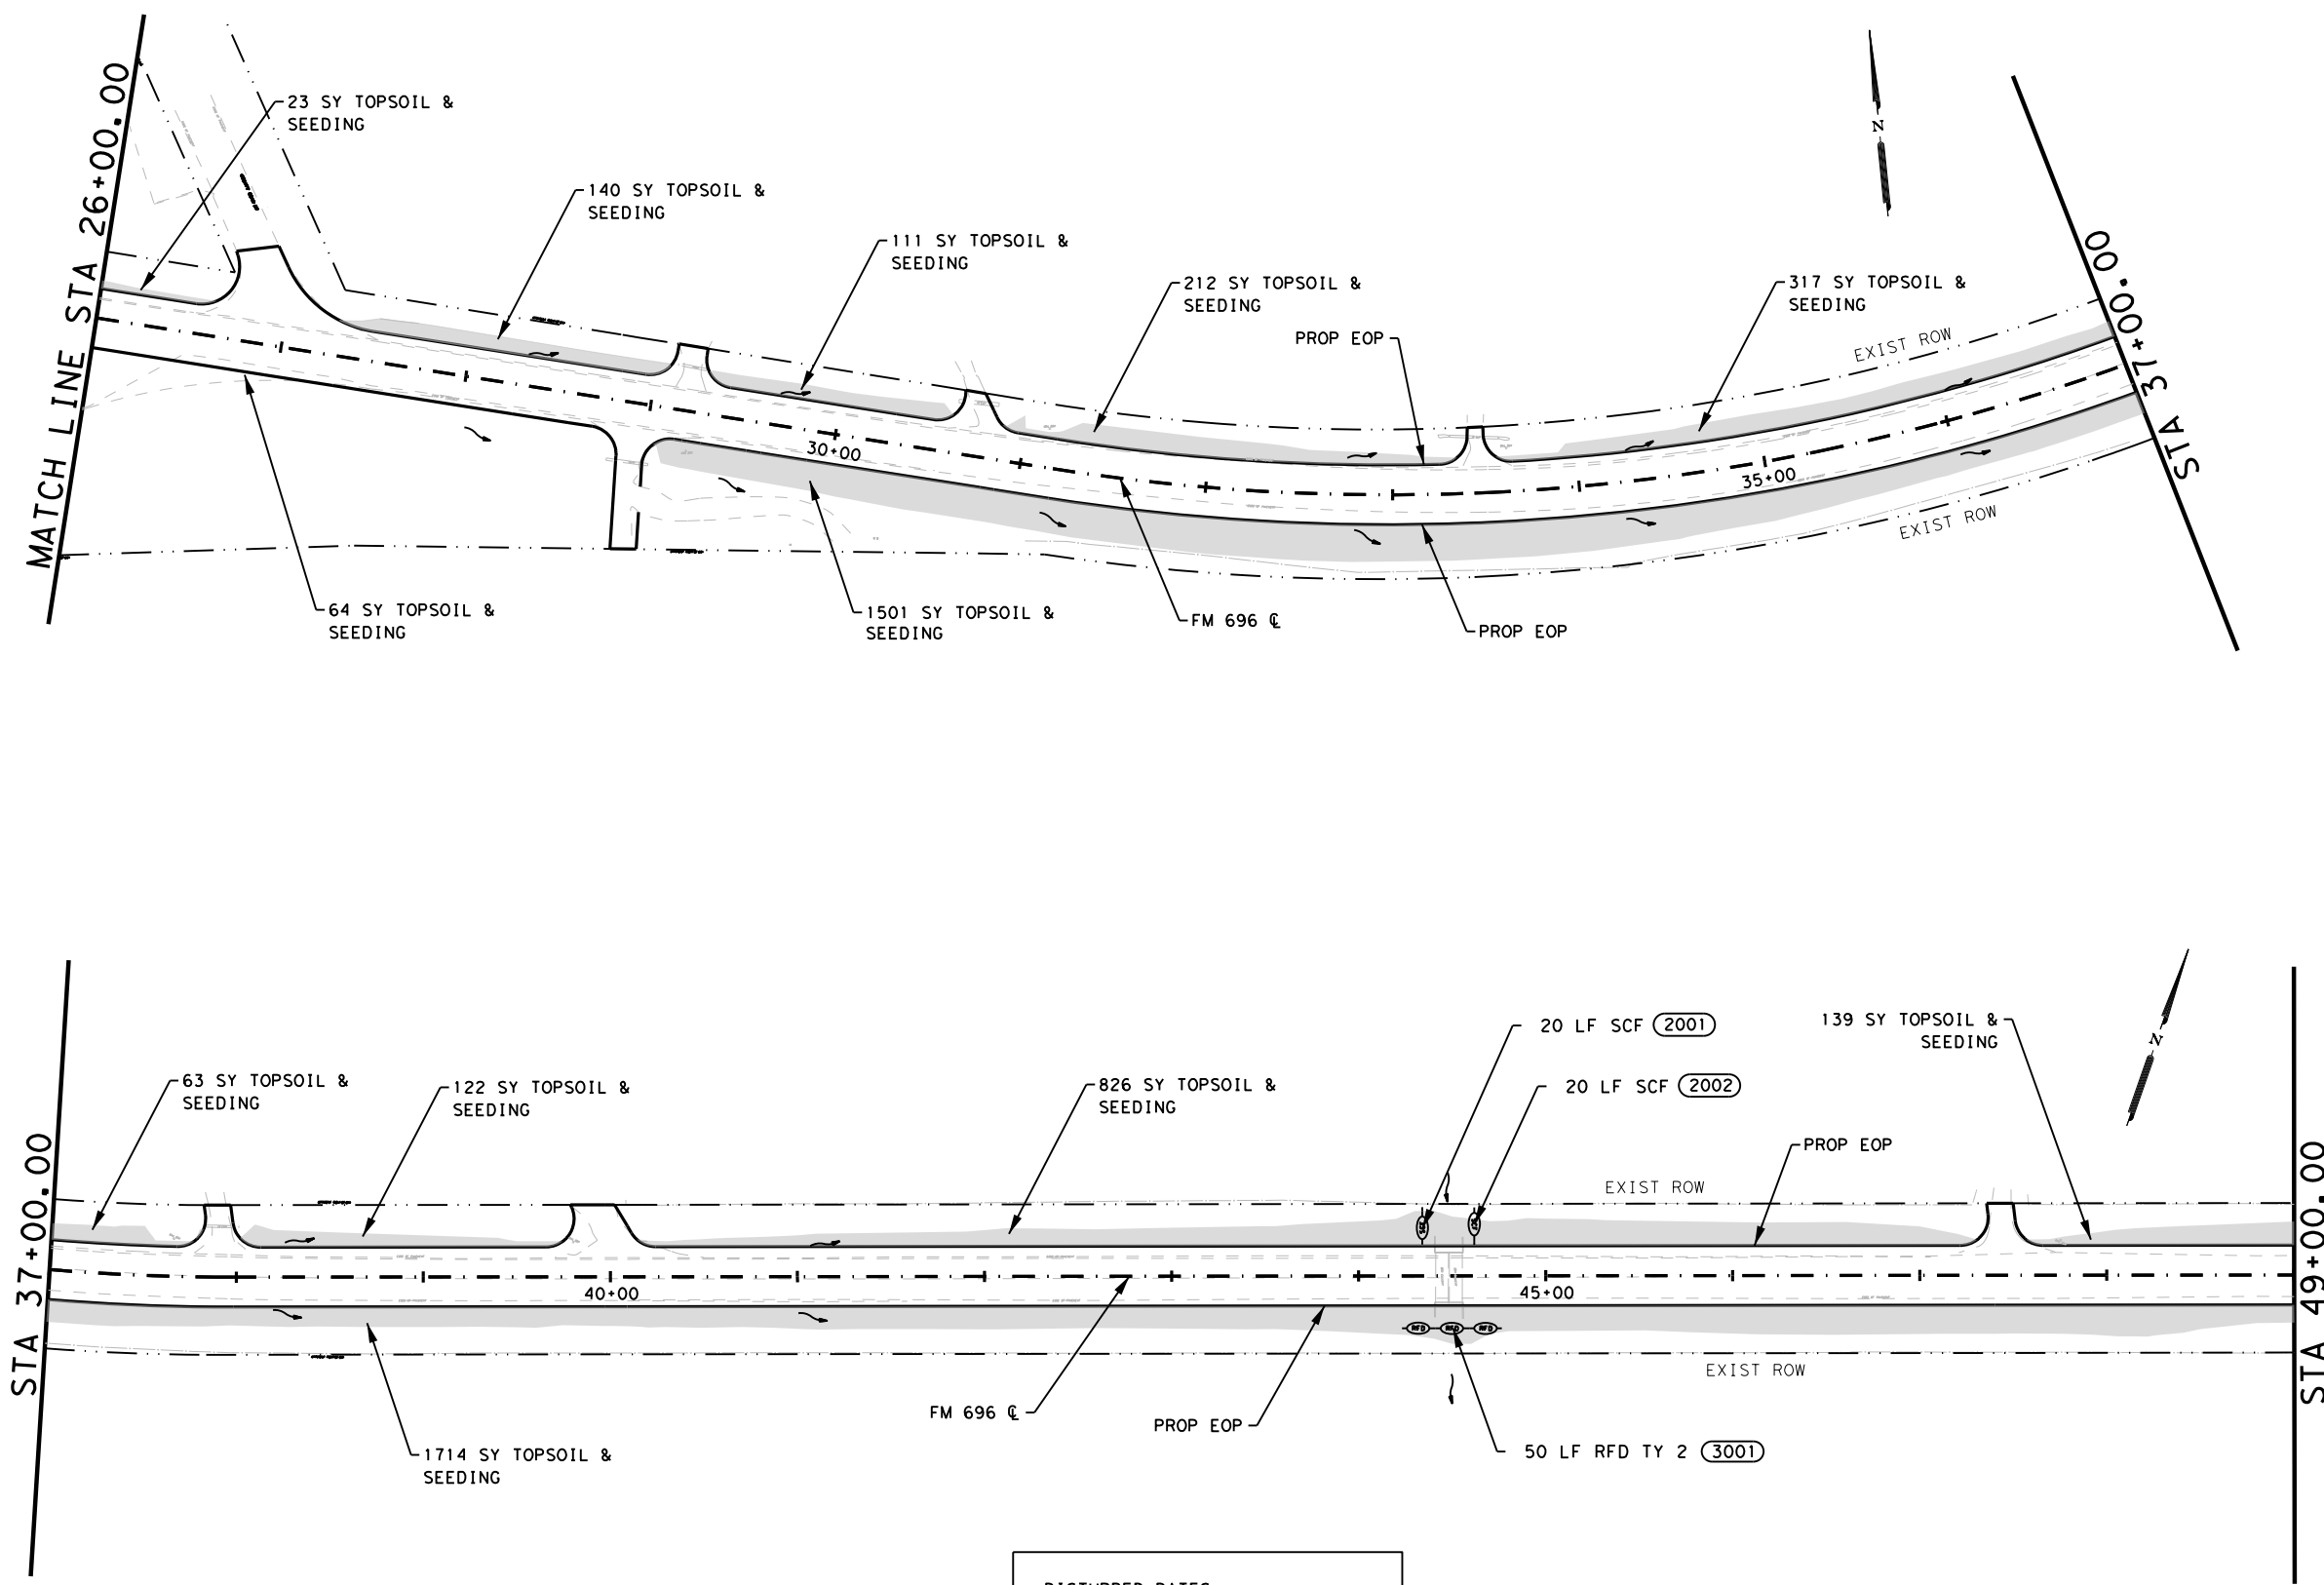 MATCH LINE STA 26+00.00
23 SY TOPSOIL &
SEEDING
140 SY TOPSOIL &
SEEDING
111 SY TOPSOIL &
SEEDING
212 SY TOPSOIL &
SEEDING
PROP EOP
317 SY TOPSOIL &
SEEDING
N
EXIST ROW
STA 37+00.00
30+00
35+00
EXIST ROW
64 SY TOPSOIL &
SEEDING
1501 SY TOPSOIL &
SEEDING
FM 696 ℄
PROP EOP
STA 37+00.00
63 SY TOPSOIL &
SEEDING
122 SY TOPSOIL &
SEEDING
826 SY TOPSOIL &
SEEDING
20 LF SCF 2001
20 LF SCF 2002
139 SY TOPSOIL &
SEEDING
N
PROP EOP
EXIST ROW
STA 49+00.00
40+00
45+00
RFD RFD RFD
EXIST ROW
FM 696 ℄
PROP EOP
1714 SY TOPSOIL &
SEEDING
50 LF RFD TY 2 3001